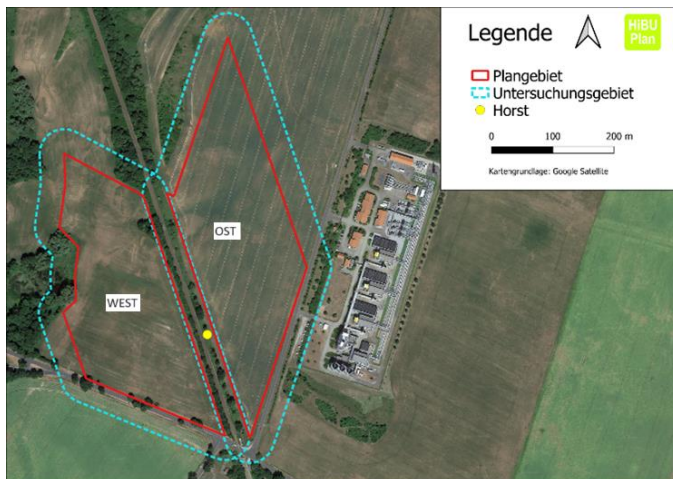 Legende
HiBU
Plan
Plangebiet
Untersuchungsgebiet
Horst
0 100 200 m
Kartengrundlage: Google Satellite
OST
WEST